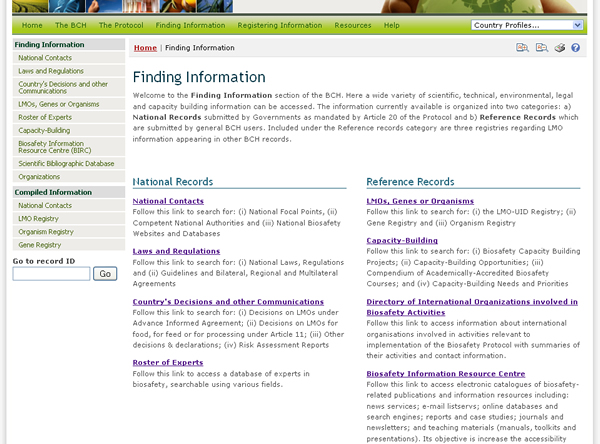 Home The BCH The Protocol Finding Information Registering Information Resources Help Country Profiles...
Finding Information
National Contacts
Laws and Regulations
Country's Decisions and other
Communications
LMOs, Genes or Organisms
Roster of Experts
Capacity-Building
Biosafety Information
Resource Centre (BIRC)
Scientific Bibliographic Database
Organizations
Compiled Information
National Contacts
LMO Registry
Organism Registry
Gene Registry
Go to record ID
Go
Home | Finding Information
Finding Information
Welcome to the Finding Information section of the BCH. Here a wide variety of scientific, technical, environmental, legal
and capacity building information can be accessed. The information currently available is organized into two categories: a)
National Records submitted by Governments as mandated by Article 20 of the Protocol and b) Reference Records which
are submitted by general BCH users. Included under the Reference records category are three registries regarding LMO
information appearing in other BCH records.
National Records
National Contacts
Follow this link to search for: (i) National Focal Points, (ii)
Competent National Authorities and (iii) National Biosafety
Websites and Databases
Laws and Regulations
Follow this link to search for: (i) National Laws, Regulations
and (ii) Guidelines and Bilateral, Regional and Multilateral
Agreements
Country's Decisions and other Communications
Follow this link to search for: (i) Decisions on LMOs under
Advance Informed Agreement; (ii) Decisions on LMOs for
food, for feed or for processing under Article 11; (iii) Other
decisions & declarations; (iv) Risk Assessment Reports
Roster of Experts
Follow this link to access a database of experts in
biosafety, searchable using various fields.
Reference Records
LMOs, Genes or Organisms
Follow this link to search for: (i) the LMO-UID Registry; (ii)
Gene Registry and (iii) Organism Registry
Capacity-Building
Follow this link to search for: (i) Biosafety Capacity Building
Projects; (ii) Capacity-Building Opportunities; (iii)
Compendium of Academically-Accredited Biosafety
Courses; and (iv) Capacity-Building Needs and Priorities
Directory of International Organizations involved in
Biosafety Activities
Follow this link to access information about international
organisations involved in activities relevant to
implementation of the Biosafety Protocol with summaries of
their activities and contact information.
Biosafety Information Resource Centre
Follow this link to access electronic catalogues of biosafety-
related publications and information resources including:
news services; e-mail listservs; online databases and
search engines; reports and case studies; journals and
newsletters; and teaching materials (manuals, toolkits and
presentations). Its objective is increase the accessibility